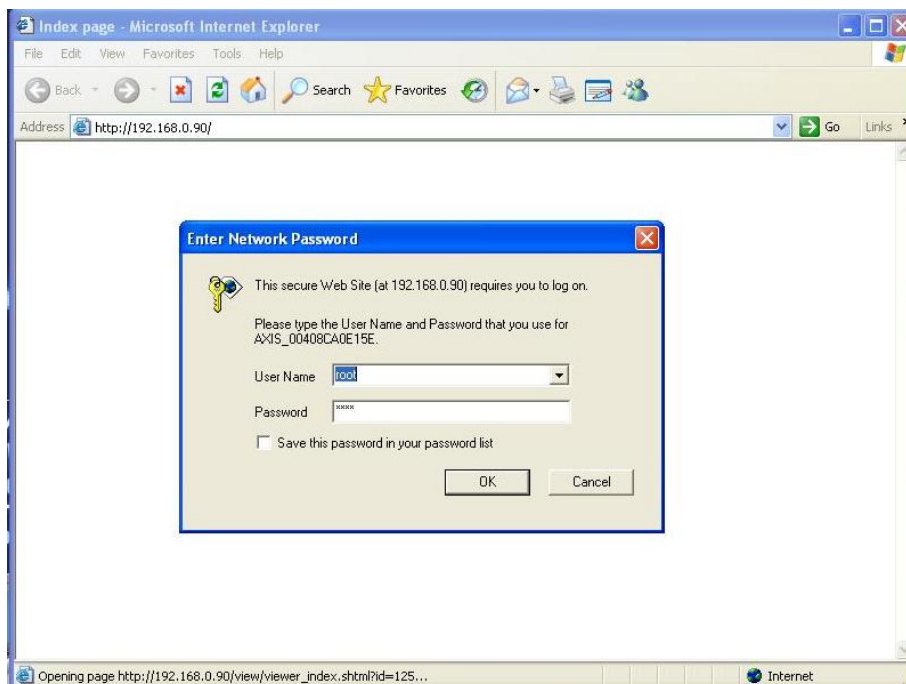 Index page - Microsoft Internet Explorer
File Edit View Favorites Tools Help
Back Search Favorites
Address http://192.168.0.90/ Go Links
Enter Network Password
This secure Web Site (at 192.168.0.90) requires you to log on.
Please type the User Name and Password that you use for
AXIS_00408CA0E15E.
User Name root
Password ****
Save this password in your password list
OK Cancel
Opening page http://192.168.0.90/view/viewer_index.shtml?id=125... Internet